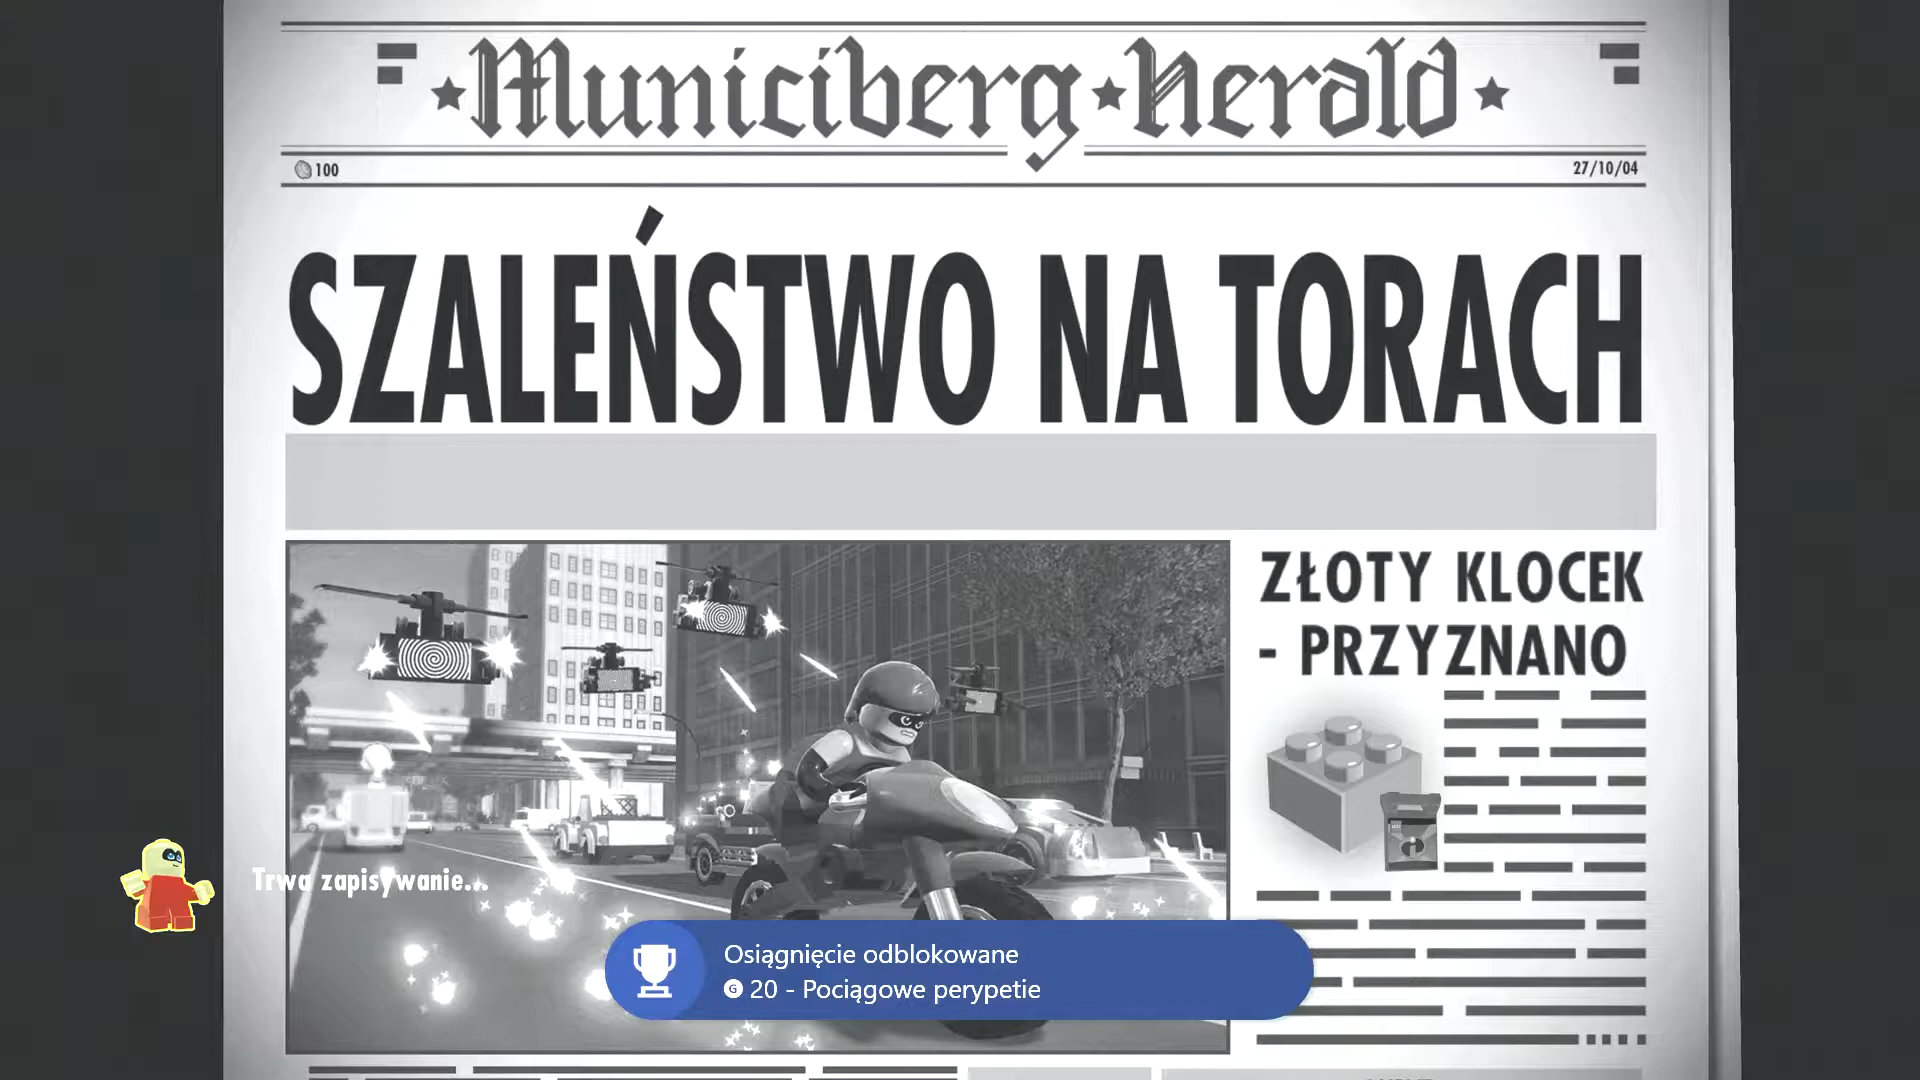 Municiberg Herald
100
27/10/04
SZALEŃSTWO NA TORACH
ZŁOTY KLOCEK
- PRZYZNANO
Trwa zapisywanie...
Osiągnięcie odblokowane
G 20 - Pociągowe perypetie